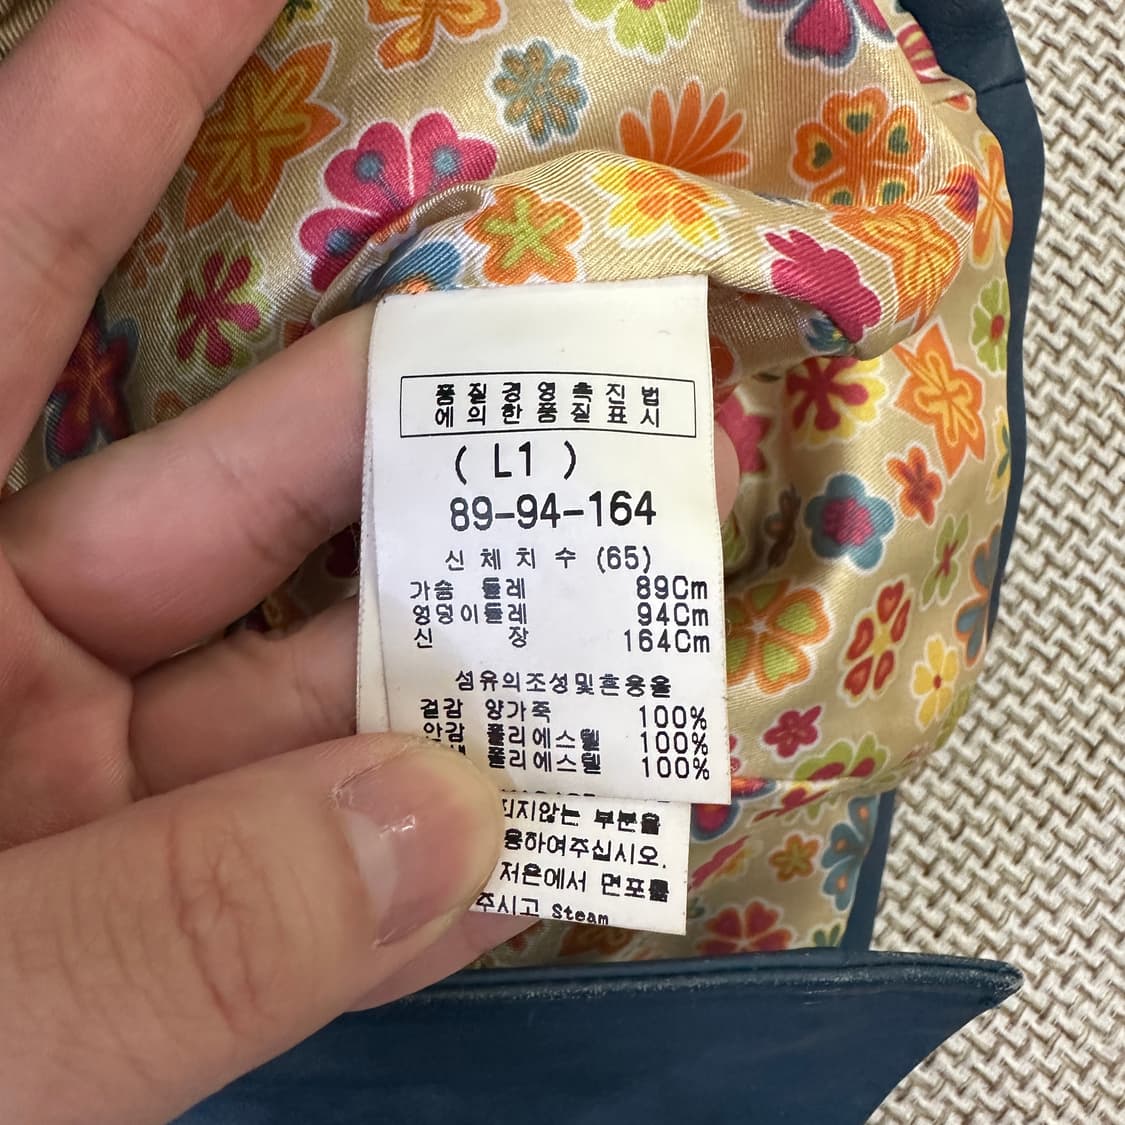 품질경영촉진법
에의한품질표시
( L1 )
89-94-164
신체치수 (65)
가슴 둘레 89Cm
엉덩이둘레 94Cm
신 장 164Cm
섬유의조성및혼용율
겉감 양가죽 100%
안감 폴리에스텔 100%
폴리에스텔 100%
지않는 부분을
용하여주십시오.
저온에서 면포를
주시고 Steam